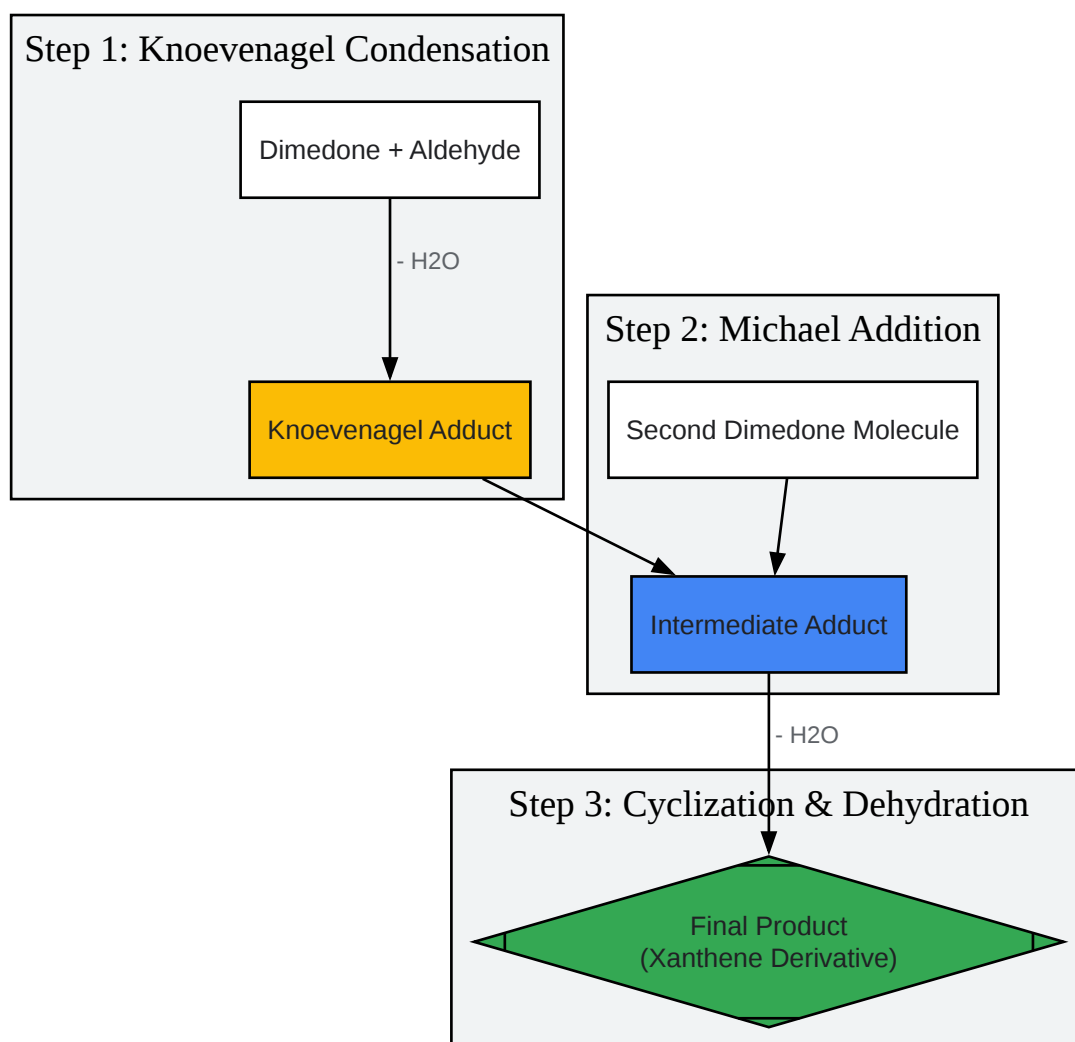 Step 1: Knoevenagel Condensation
Dimedone + Aldehyde
- H2O
Knoevenagel Adduct
Step 2: Michael Addition
Second Dimedone Molecule
Intermediate Adduct
- H2O
Step 3: Cyclization & Dehydration
Final Product
(Xanthene Derivative)